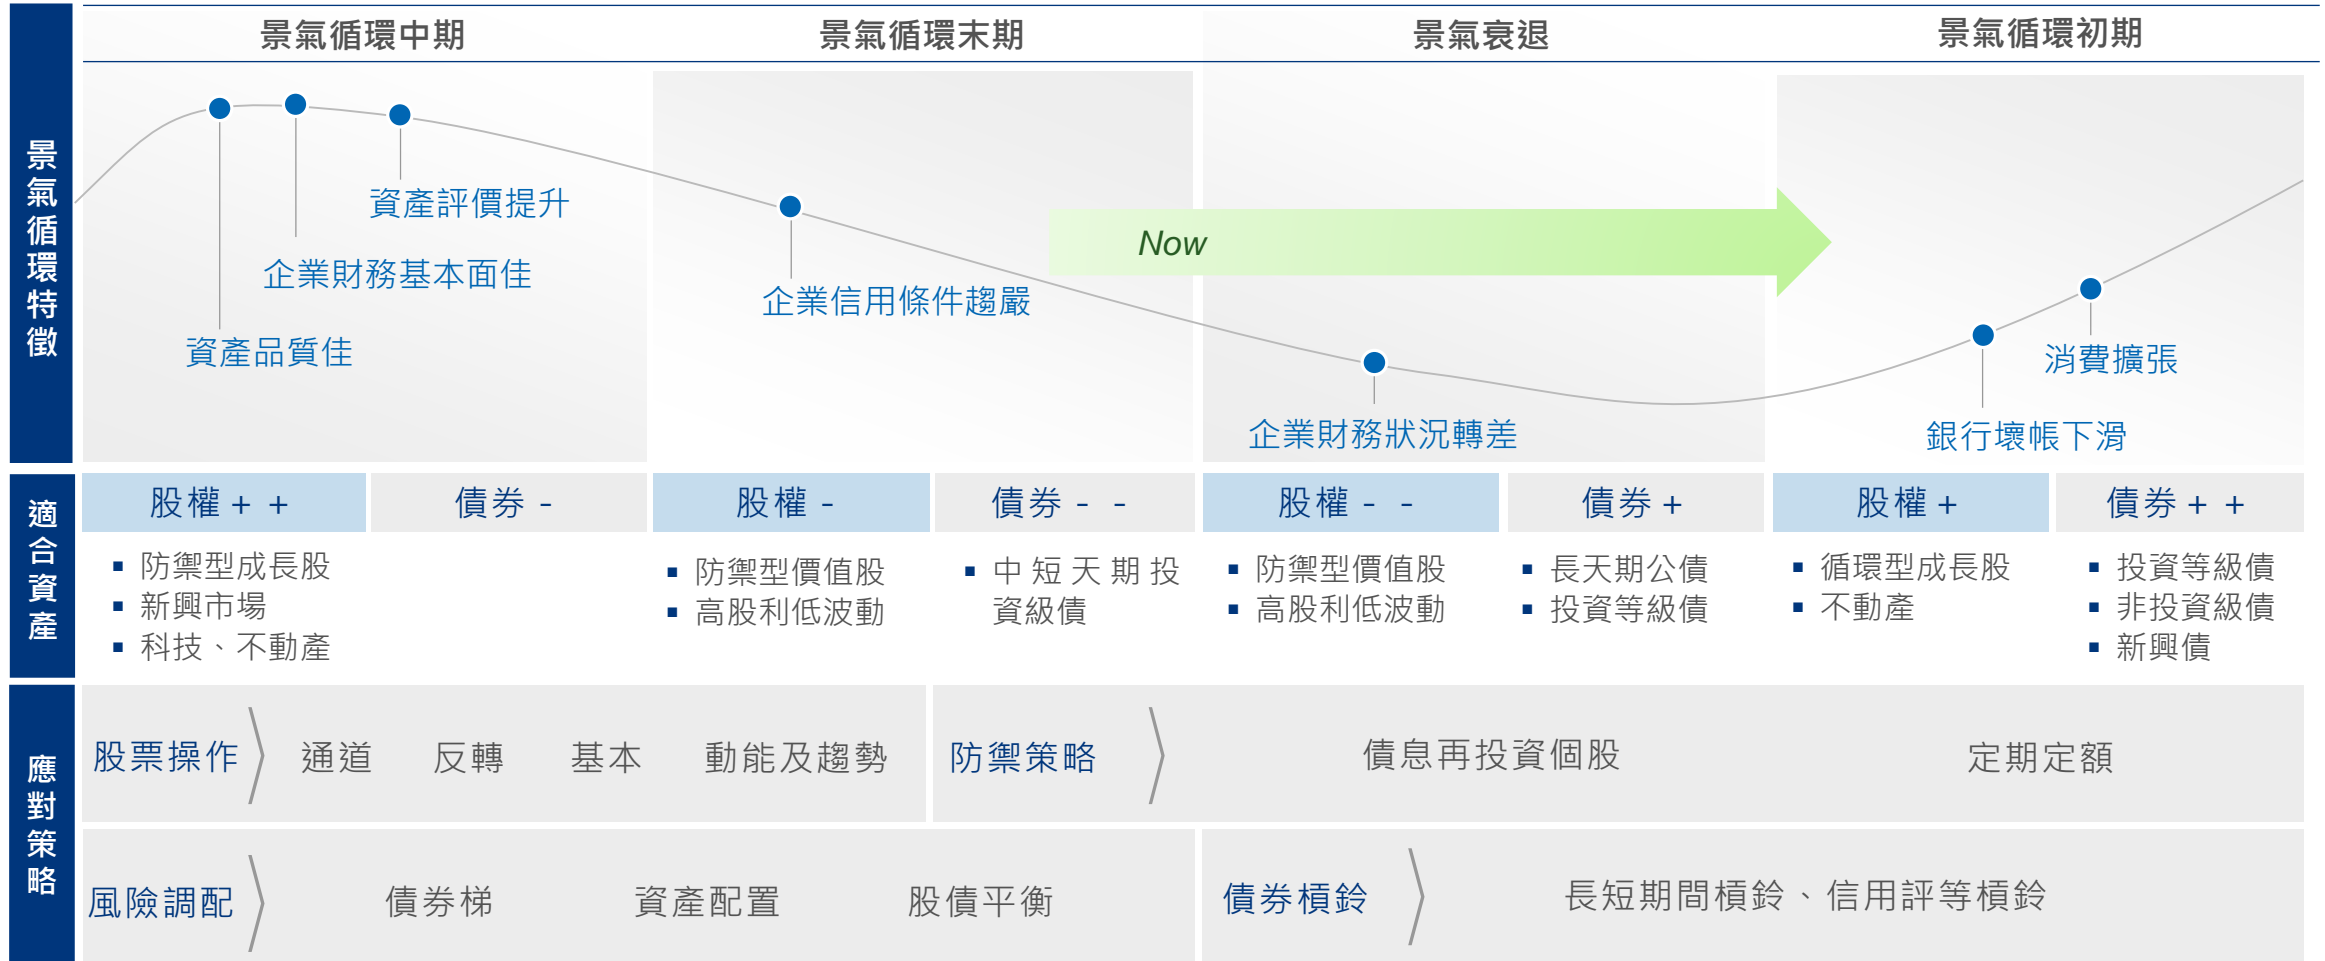 景氣循環中期
景氣循環末期
景氣衰退
景氣循環初期
景氣循環特徵
資產評價提升
企業財務基本面佳
資產品質佳
企業信用條件趨嚴
Now
企業財務狀況轉差
消費擴張
銀行壞帳下滑
適合資產
股權 + +
債券 -
股權 -
債券 - -
股權 - -
債券 +
股權 +
債券 + +
▪ 防禦型成長股
▪ 新興市場
▪ 科技、不動產
▪ 防禦型價值股
▪ 高股利低波動
▪ 中短天期投
資級債
▪ 防禦型價值股
▪ 高股利低波動
▪ 長天期公債
▪ 投資等級債
▪ 循環型成長股
▪ 不動產
▪ 投資等級債
▪ 非投資級債
▪ 新興債
應對策略
股票操作
通道
反轉
基本
動能及趨勢
防禦策略
債息再投資個股
定期定額
風險調配
債券梯
資產配置
股債平衡
債券槓鈴
長短期間槓鈴、信用評等槓鈴